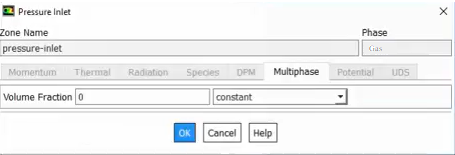 Pressure Inlet
Zone Name Phase
pressure-inlet Gas
Momentum Thermal Radiation Species DPM Multiphase Potential UDS
Volume Fraction 0 constant
OK Cancel Help